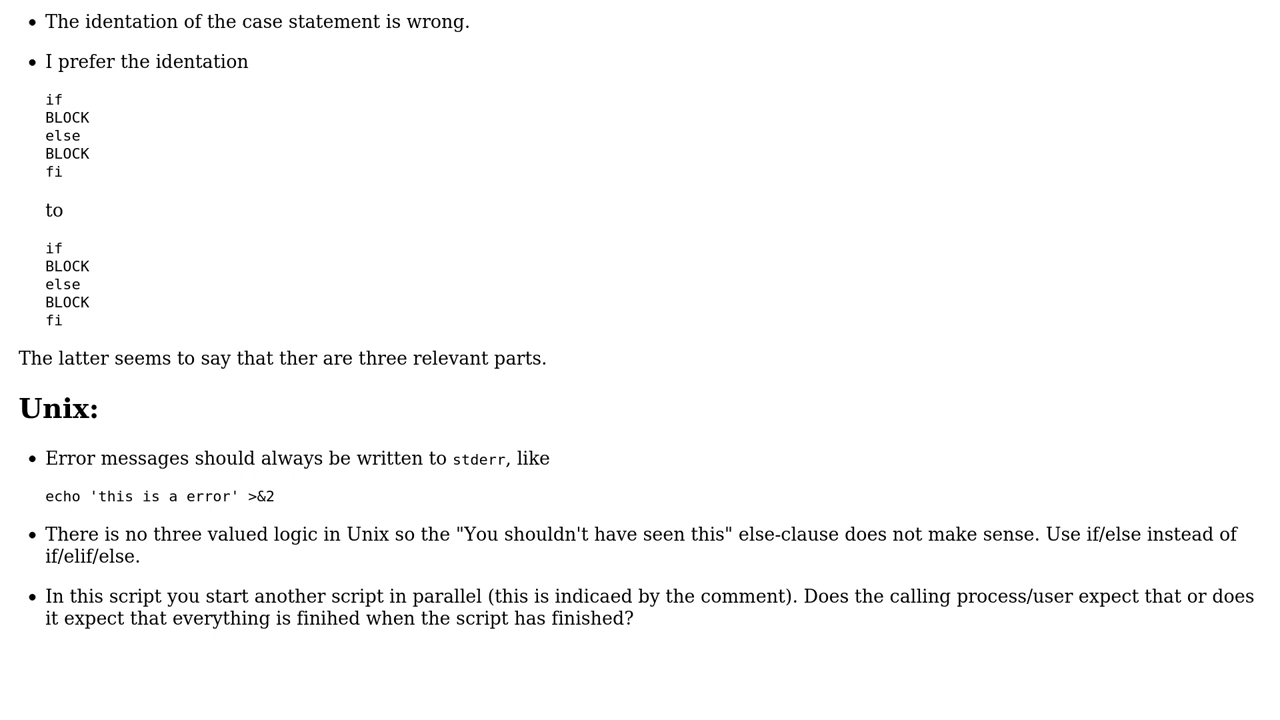 The identation of the case statement is wrong.
I prefer the identation
if
BLOCK
else
BLOCK
fi
to
if
BLOCK
else
BLOCK
fi
The latter seems to say that ther are three relevant parts.
Unix:
Error messages should always be written to stderr, like
echo 'this is a error' >&2
There is no three valued logic in Unix so the "You shouldn't have seen this" else-clause does not make sense. Use if/else instead of
if/elif/else.
In this script you start another script in parallel (this is indicaed by the comment). Does the calling process/user expect that or does
it expect that everything is finihed when the script has finished?